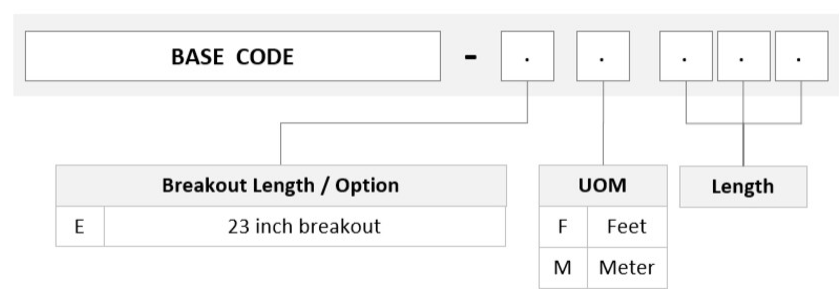 BASE CODE - . . . . .
Breakout Length / Option UOM Length
E 23 inch breakout F Feet
M Meter